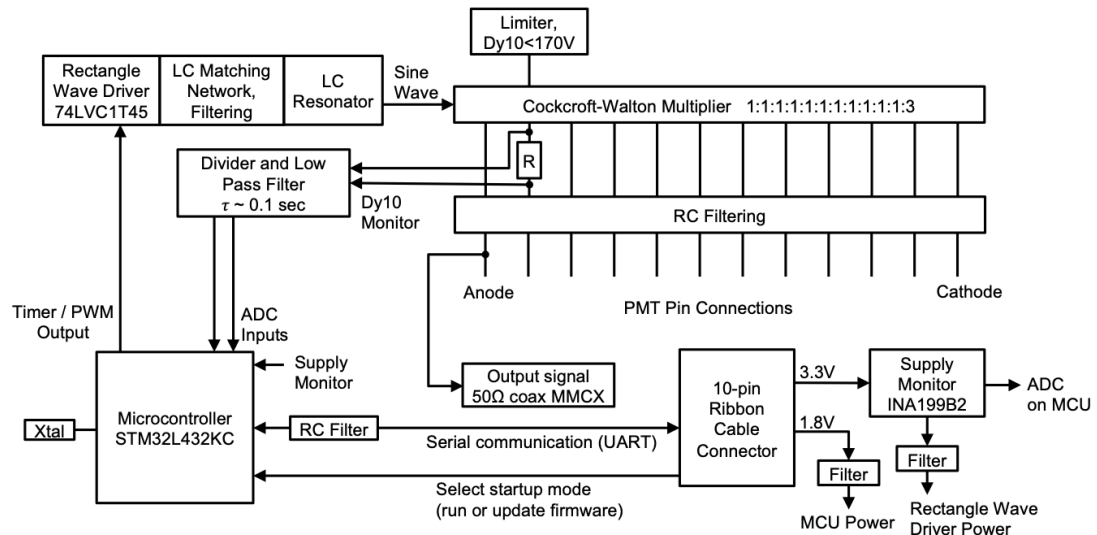 Limiter,
Dy10<170V
Rectangle
Wave Driver
74LVC1T45
LC Matching
Network,
Filtering
LC
Resonator
Sine
Wave
Cockcroft-Walton Multiplier 1:1:1:1:1:1:1:1:1:1:1:3
R
Divider and Low
Pass Filter
τ ~ 0.1 sec
Dy10
Monitor
RC Filtering
Anode
PMT Pin Connections
Cathode
Timer / PWM
Output
ADC
Inputs
Supply
Monitor
Output signal
50Ω coax MMCX
10-pin
Ribbon
Cable
Connector
3.3V
1.8V
Supply
Monitor
INA199B2
ADC
on MCU
Xtal
Microcontroller
STM32L432KC
RC Filter
Serial communication (UART)
Select startup mode
(run or update firmware)
Filter
Filter
MCU Power
Rectangle Wave
Driver Power